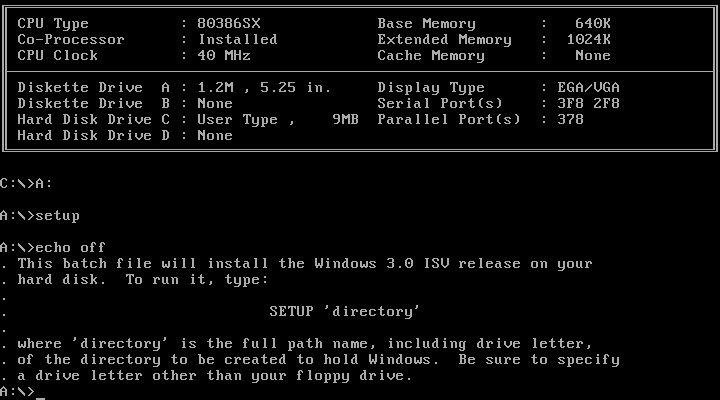 CPU Type : 80386SX Base Memory : 640K
Co-Processor : Installed Extended Memory : 1024K
CPU Clock : 40 MHz Cache Memory : None
Diskette Drive A : 1.2M , 5.25 in. Display Type : EGA/VGA
Diskette Drive B : None Serial Port(s) : 3F8 2F8
Hard Disk Drive C : User Type , 9MB Parallel Port(s) : 378
Hard Disk Drive D : None
C:\>A:
A:\>setup
A:\>echo off
. This batch file will install the Windows 3.0 ISV release on your
. hard disk. To run it, type:
.
. SETUP 'directory'
.
. where 'directory' is the full path name, including drive letter,
. of the directory to be created to hold Windows. Be sure to specify
. a drive letter other than your floppy drive.
A:\>_